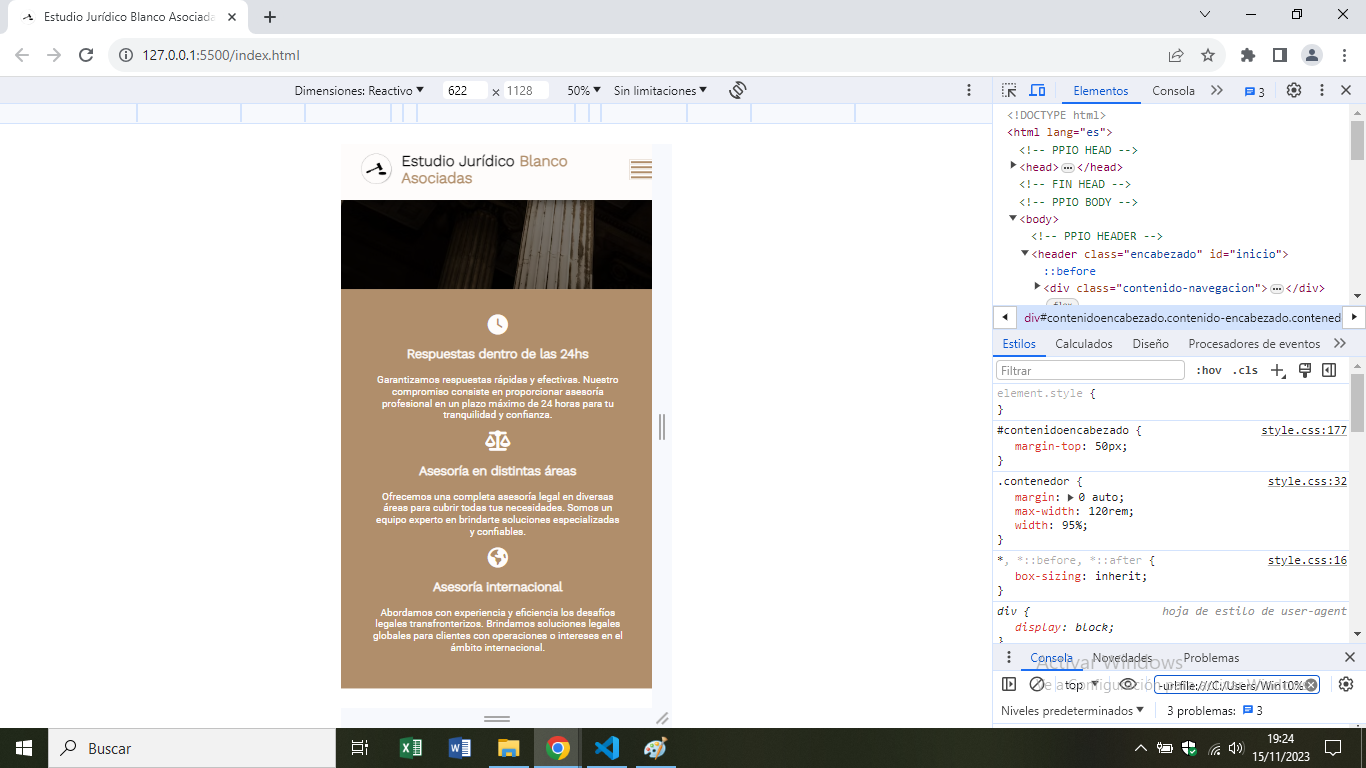 Estudio Jurídico Blanco Asociada
127.0.0.1:5500/index.html
Dimensiones: Reactivo 622 x 1128 50% Sin limitaciones
Elementos Consola 3
Estudio Jurídico Blanco
Asociadas
Respuestas dentro de las 24hs
Garantizamos respuestas rápidas y efectivas. Nuestro
compromiso consiste en proporcionar asesoría
profesional en un plazo máximo de 24 horas para tu
tranquilidad y confianza.
Asesoría en distintas áreas
Ofrecemos una completa asesoría legal en diversas
áreas para cubrir todas tus necesidades. Somos un
equipo experto en brindarte soluciones especializadas
y confiables.
Asesoría internacional
Abordamos con experiencia y eficiencia los desafíos
legales transfronterizos. Brindamos soluciones legales
globales para clientes con operaciones o intereses en el
ámbito internacional.
<!DOCTYPE html>
<html lang="es">
<!-- PPIO HEAD -->
<head> … </head>
<!-- FIN HEAD -->
<!-- PPIO BODY -->
<body>
<!-- PPIO HEADER -->
<header class="encabezado" id="inicio">
::before
<div class="contenido-navegacion"> … </div>
flex
div#contenidoencabezado.contenido-encabezado.contened
Estilos Calculados Diseño Procesadores de eventos
Filtrar :hov .cls
element.style {
}
#contenidoencabezado { style.css:177
margin-top: 50px;
}
.contenedor { style.css:32
margin: 0 auto;
max-width: 120rem;
width: 95%;
}
*, *::before, *::after { style.css:16
box-sizing: inherit;
}
div { hoja de estilo de user-agent
display: block;
}
Consola Novedades Problemas
Activar Windows
top -url:file:///C:/Users/Win10%
Ve a Configuración para activar Windows.
Niveles predeterminados 3 problemas: 3
Buscar
19:24
15/11/2023